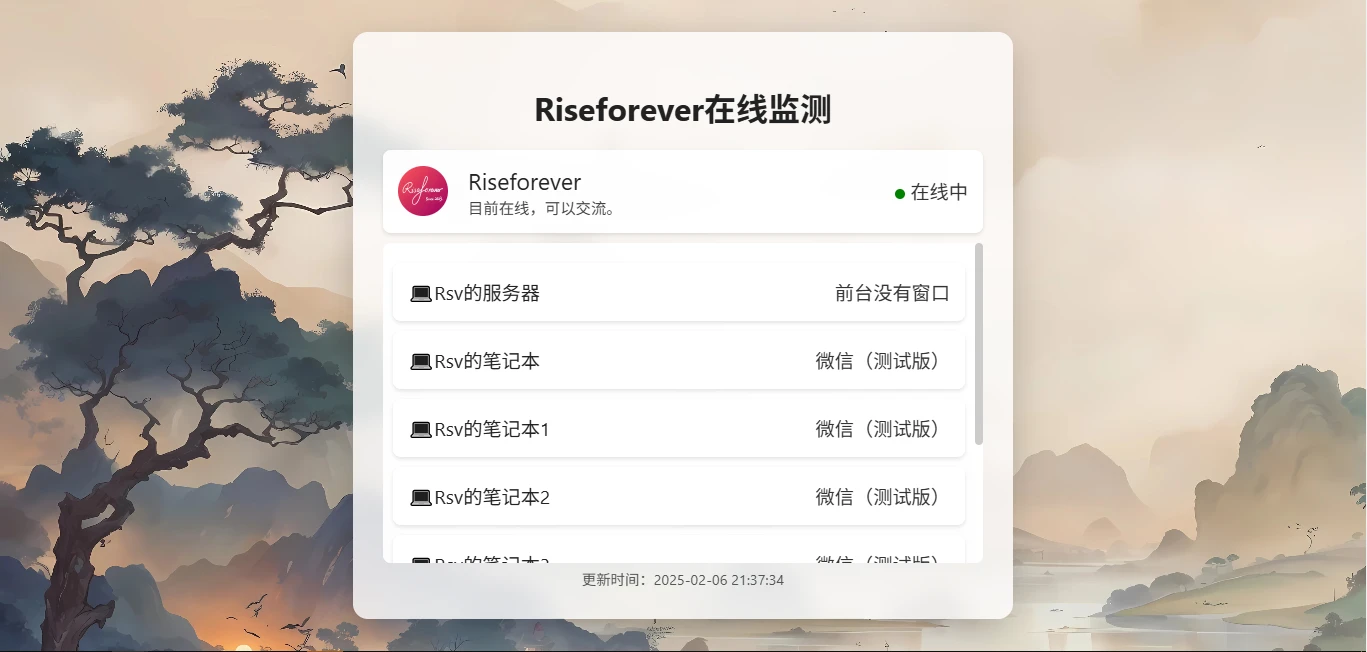 Riseforever在线监测
Riseforever
Riseforever
目前在线，可以交流。
在线中
Rsv的服务器 前台没有窗口
Rsv的笔记本 微信（测试版）
Rsv的笔记本1 微信（测试版）
Rsv的笔记本2 微信（测试版）
更新时间：2025-02-06 21:37:34